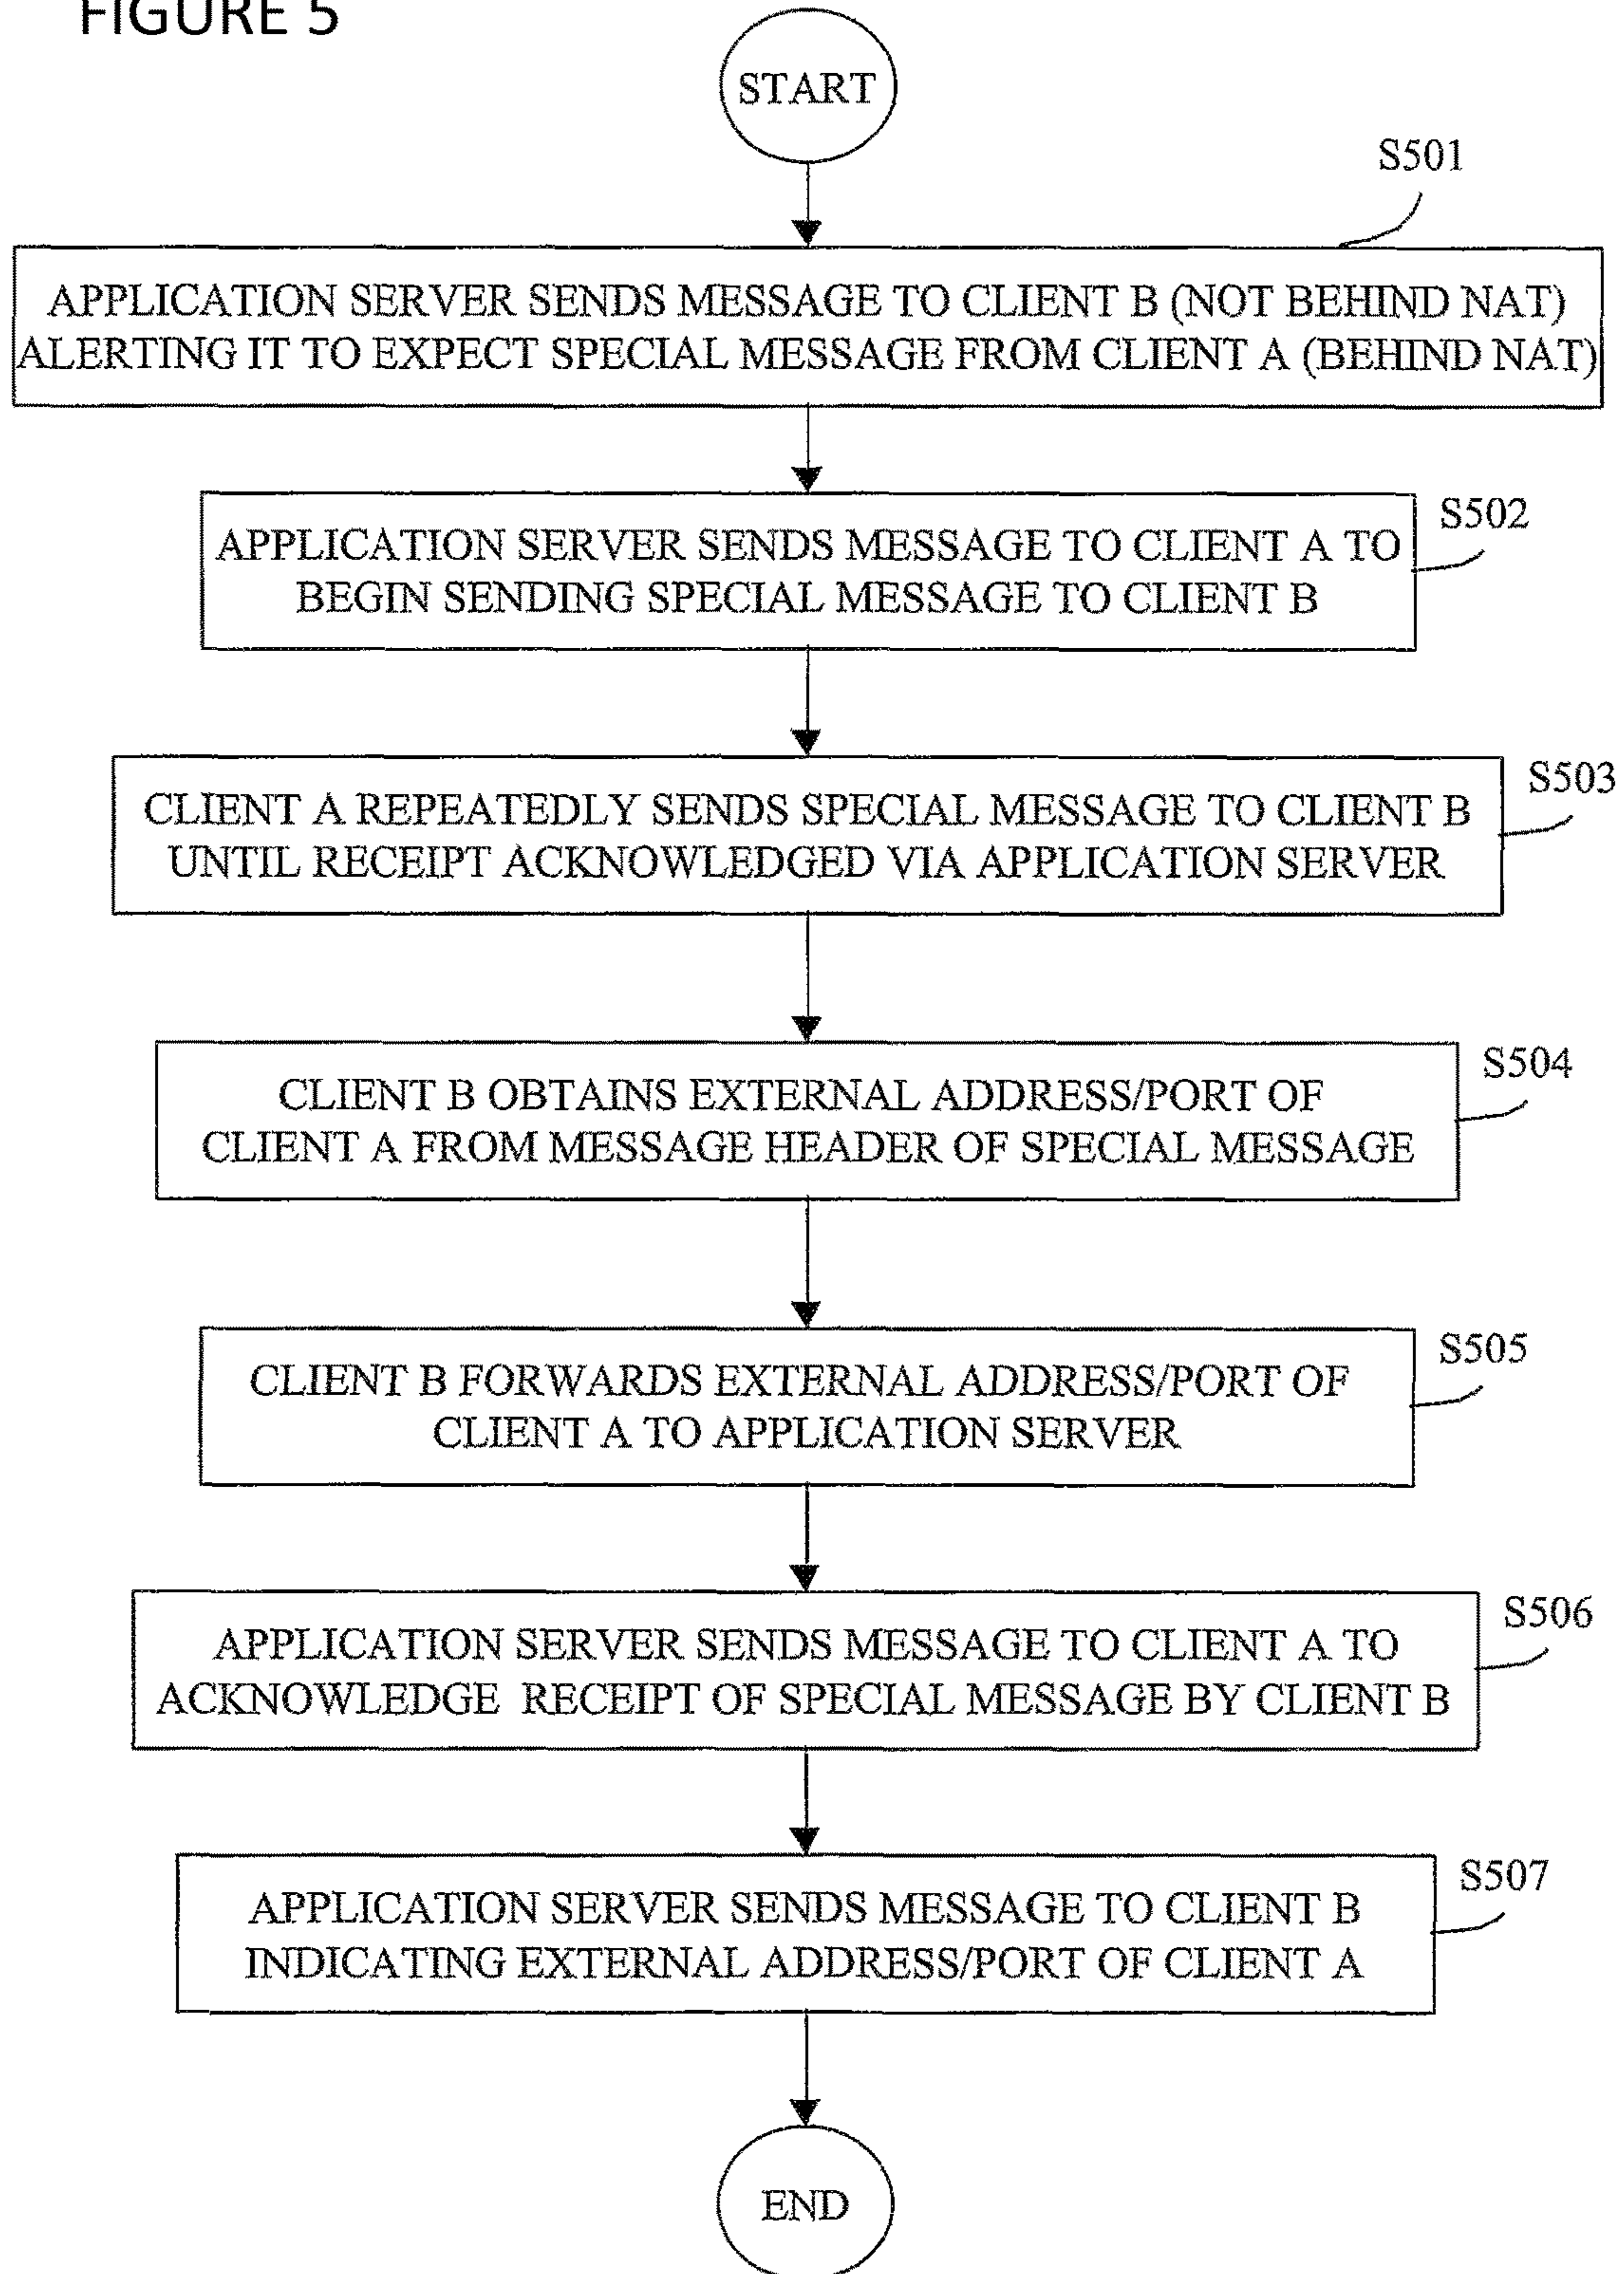 FIGURE 5
START
S501
APPLICATION SERVER SENDS MESSAGE TO CLIENT B (NOT BEHIND NAT)
ALERTING IT TO EXPECT SPECIAL MESSAGE FROM CLIENT A (BEHIND NAT)
S502
APPLICATION SERVER SENDS MESSAGE TO CLIENT A TO
BEGIN SENDING SPECIAL MESSAGE TO CLIENT B
S503
CLIENT A REPEATEDLY SENDS SPECIAL MESSAGE TO CLIENT B
UNTIL RECEIPT ACKNOWLEDGED VIA APPLICATION SERVER
S504
CLIENT B OBTAINS EXTERNAL ADDRESS/PORT OF
CLIENT A FROM MESSAGE HEADER OF SPECIAL MESSAGE
S505
CLIENT B FORWARDS EXTERNAL ADDRESS/PORT OF
CLIENT A TO APPLICATION SERVER
S506
APPLICATION SERVER SENDS MESSAGE TO CLIENT A TO
ACKNOWLEDGE RECEIPT OF SPECIAL MESSAGE BY CLIENT B
S507
APPLICATION SERVER SENDS MESSAGE TO CLIENT B
INDICATING EXTERNAL ADDRESS/PORT OF CLIENT A
END